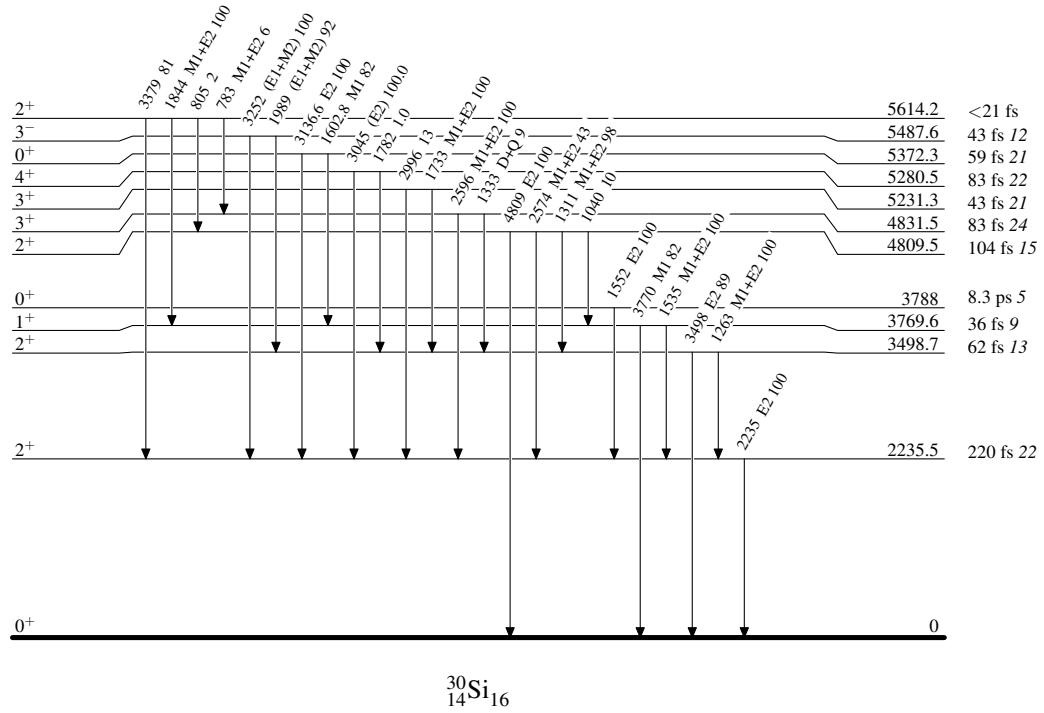 3379 81
1844 M1+E2 100
805 2
783 M1+E2 6
3252 (E1+M2) 100
1989 (E1+M2) 92
3136.6 E2 100
1602.8 M1 82
3045 (E2) 100.0
1782 1.0
2996 13
1733 M1+E2 100
2596 M1+E2 100
1333 D+Q 9
4809 E2 100
2574 M1+E2 43
1311 M1+E2 98
1040 10
1552 E2 100
3770 M1 82
1535 M1+E2 100
3498 E2 89
1263 M1+E2 100
2235 E2 100
2⁺ 5614.2 <21 fs
3⁻ 5487.6 43 fs 12
0⁺ 5372.3 59 fs 21
4⁺ 5280.5 83 fs 22
3⁺ 5231.3 43 fs 21
3⁺ 4831.5 83 fs 24
2⁺ 4809.5 104 fs 15
0⁺ 3788 8.3 ps 5
1⁺ 3769.6 36 fs 9
2⁺ 3498.7 62 fs 13
2⁺ 2235.5 220 fs 22
0⁺ 0
³⁰₁₄Si₁₆